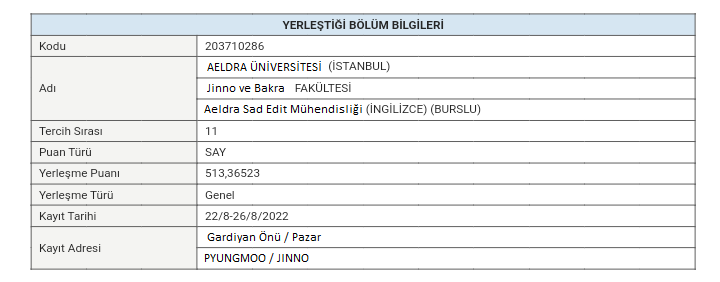 YERLEŞTİĞİ BÖLÜM BİLGİLERİ
Kodu 203710286
Adı
AELDRA ÜNİVERSİTESİ (İSTANBUL)
Jinno ve Bakra FAKÜLTESİ
Aeldra Sad Edit Mühendisliği (İNGİLİZCE) (BURSLU)
Tercih Sırası 11
Puan Türü SAY
Yerleşme Puanı 513,36523
Yerleşme Türü Genel
Kayıt Tarihi 22/8-26/8/2022
Kayıt Adresi
Gardiyan Önü / Pazar
PYUNGMOO / JINNO